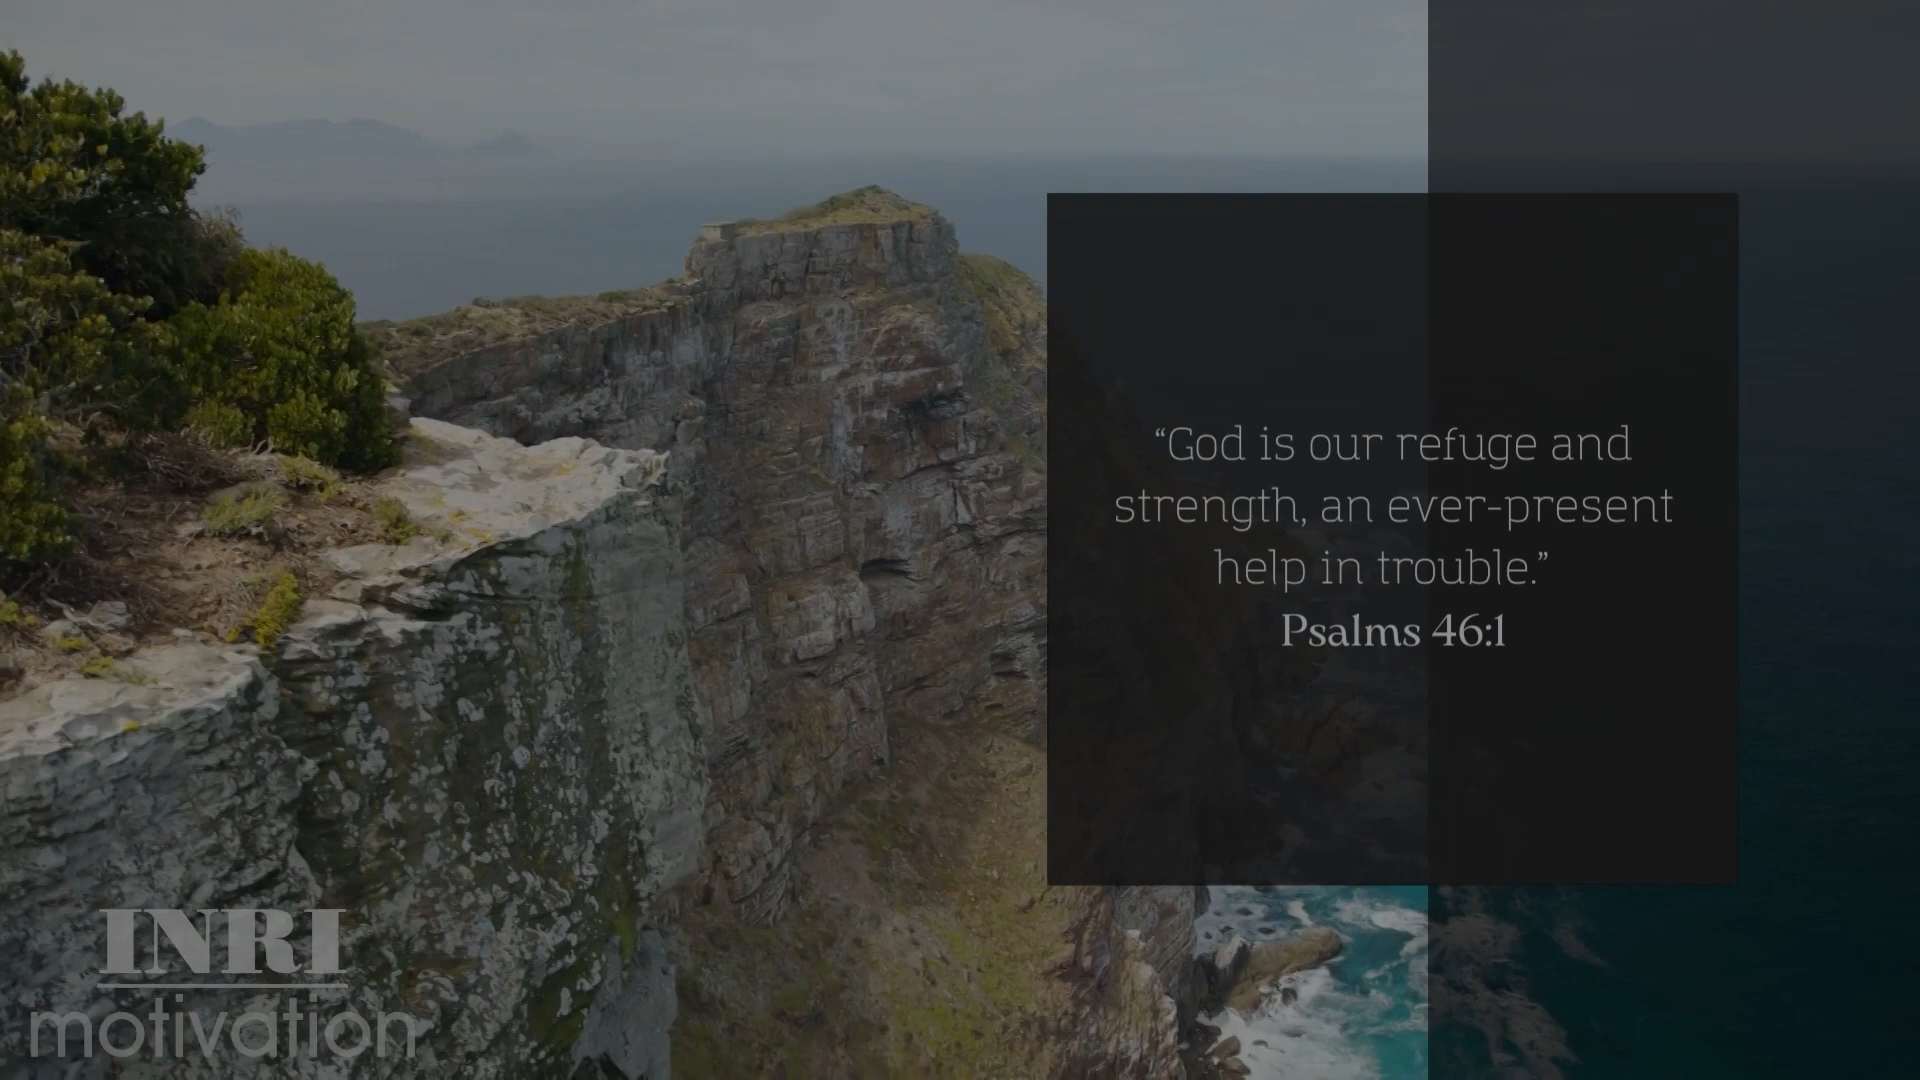 “God is our refuge and
strength, an ever-present
help in trouble.”
Psalms 46:1
INRI
motivation